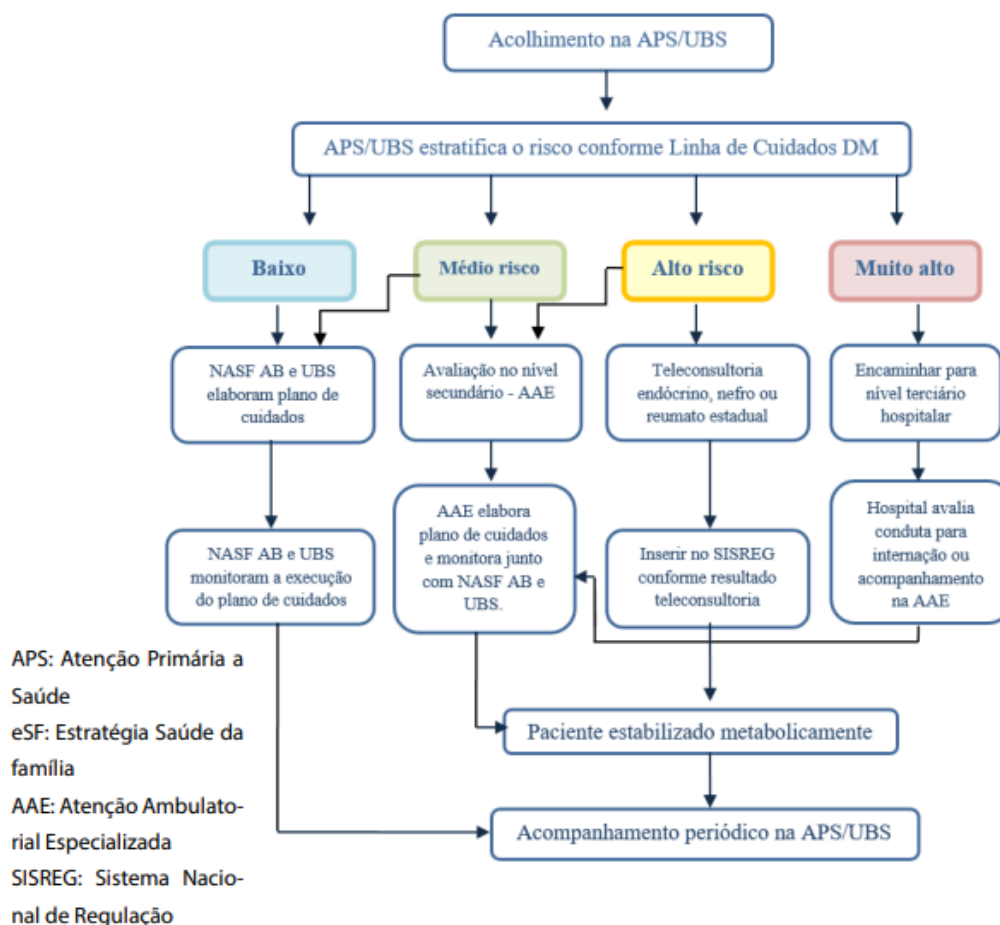 Acolhimento na APS/UBS
APS/UBS estratifica o risco conforme Linha de Cuidados DM
Baixo
Médio risco
Alto risco
Muito alto
NASF AB e UBS
elaboram plano de
cuidados
Avaliação no nível
secundário - AAE
Teleconsultoria
endócrino, nefro ou
reumato estadual
Encaminhar para
nível terciário
hospitalar
NASF AB e UBS
monitoram a execução
do plano de cuidados
AAE elabora
plano de cuidados
e monitora junto
com NASF AB e
UBS.
Inserir no SISREG
conforme resultado
teleconsultoria
Hospital avalia
conduta para
internação ou
acompanhamento
na AAE
Paciente estabilizado metabolicamente
Acompanhamento periódico na APS/UBS
APS: Atenção Primária a
Saúde
eSF: Estratégia Saúde da
família
AAE: Atenção Ambulato-
rial Especializada
SISREG: Sistema Nacio-
nal de Regulação